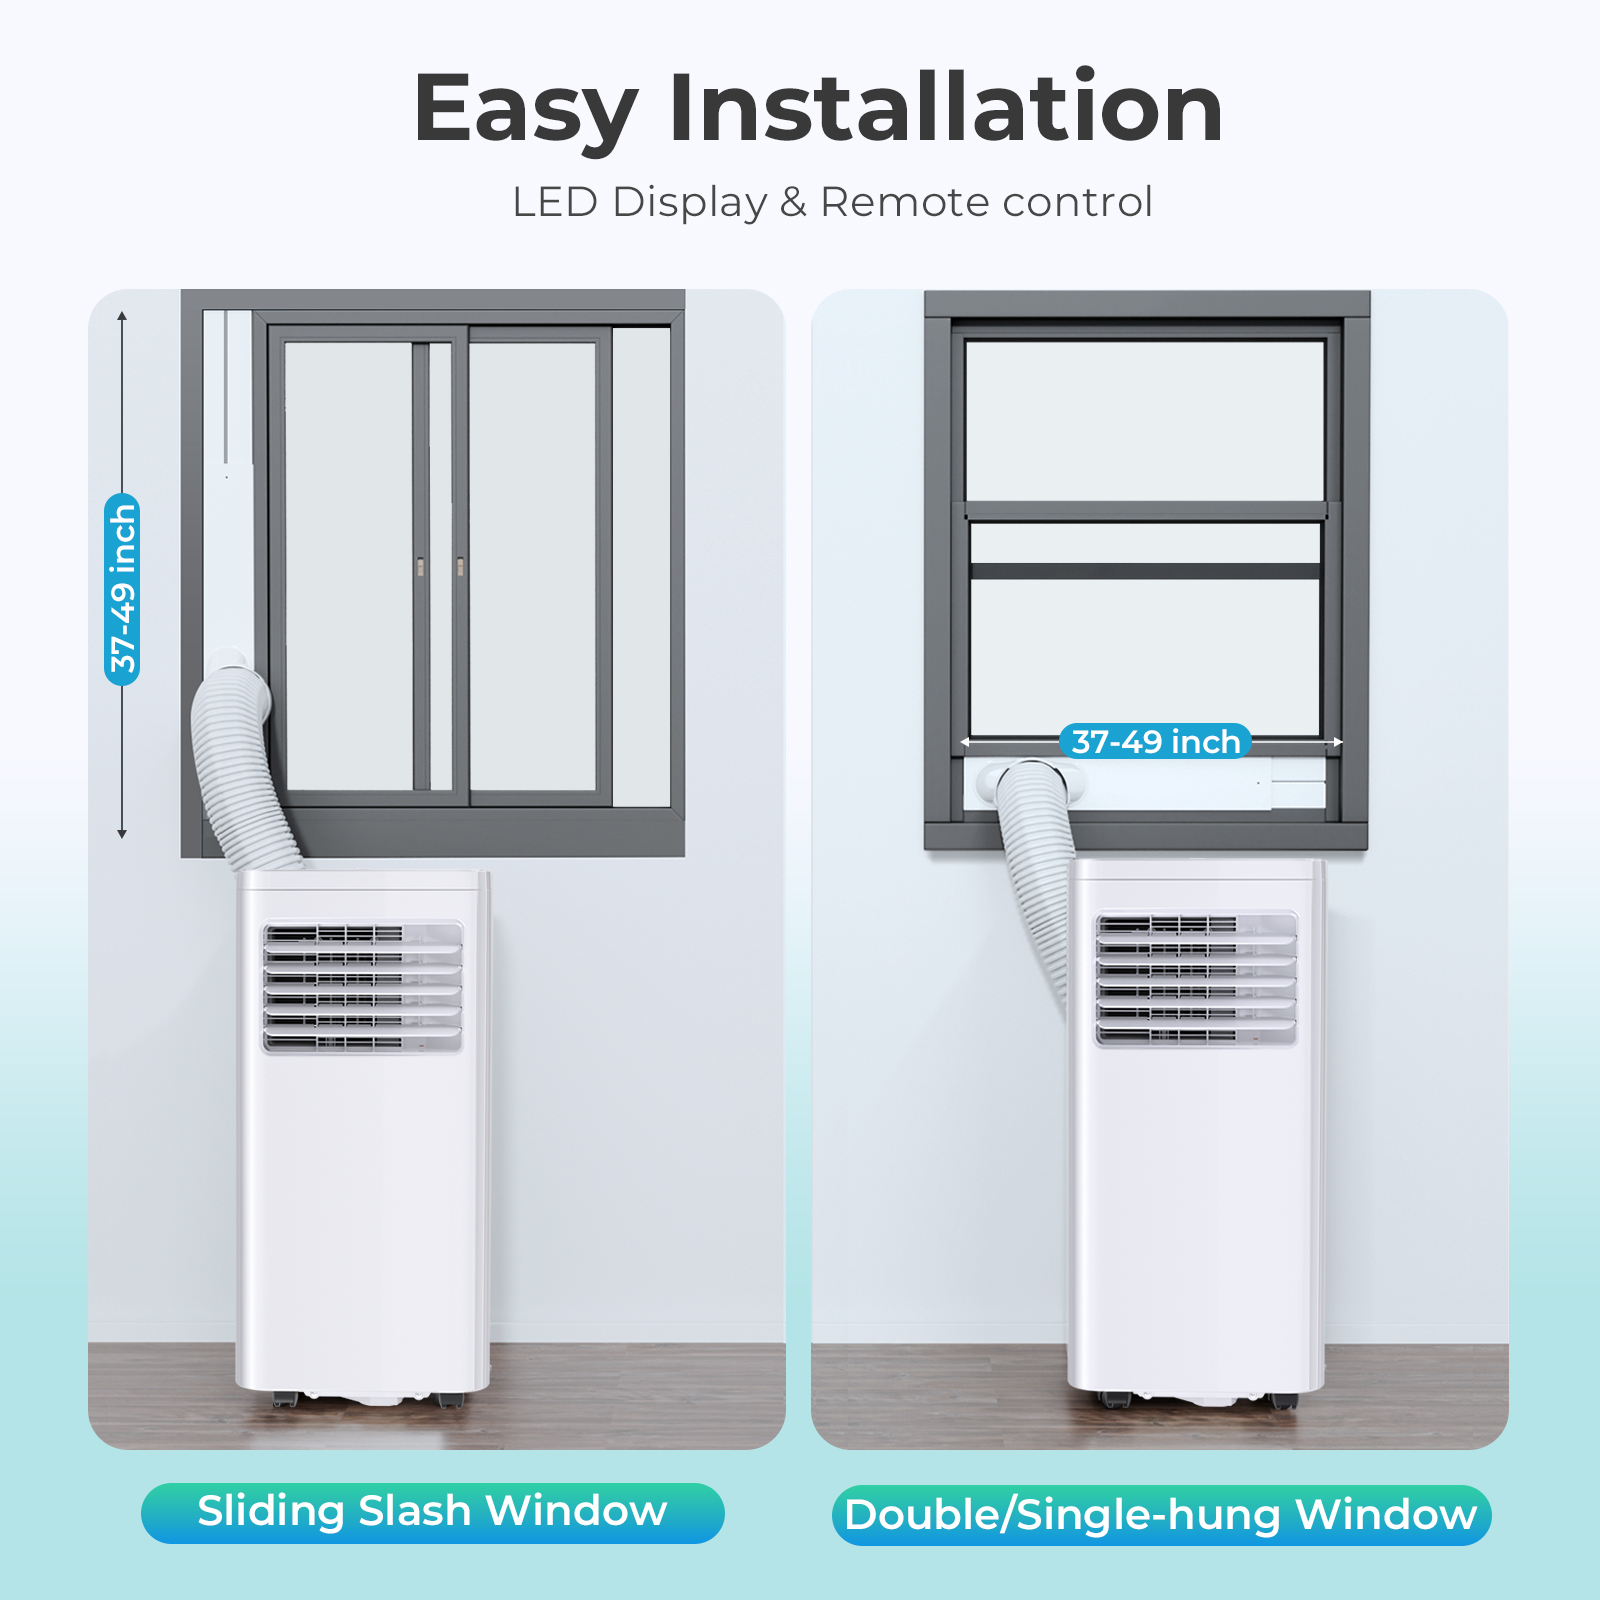 Easy Installation
LED Display & Remote control
37-49 inch
37-49 inch
Sliding Slash Window
Double/Single-hung Window